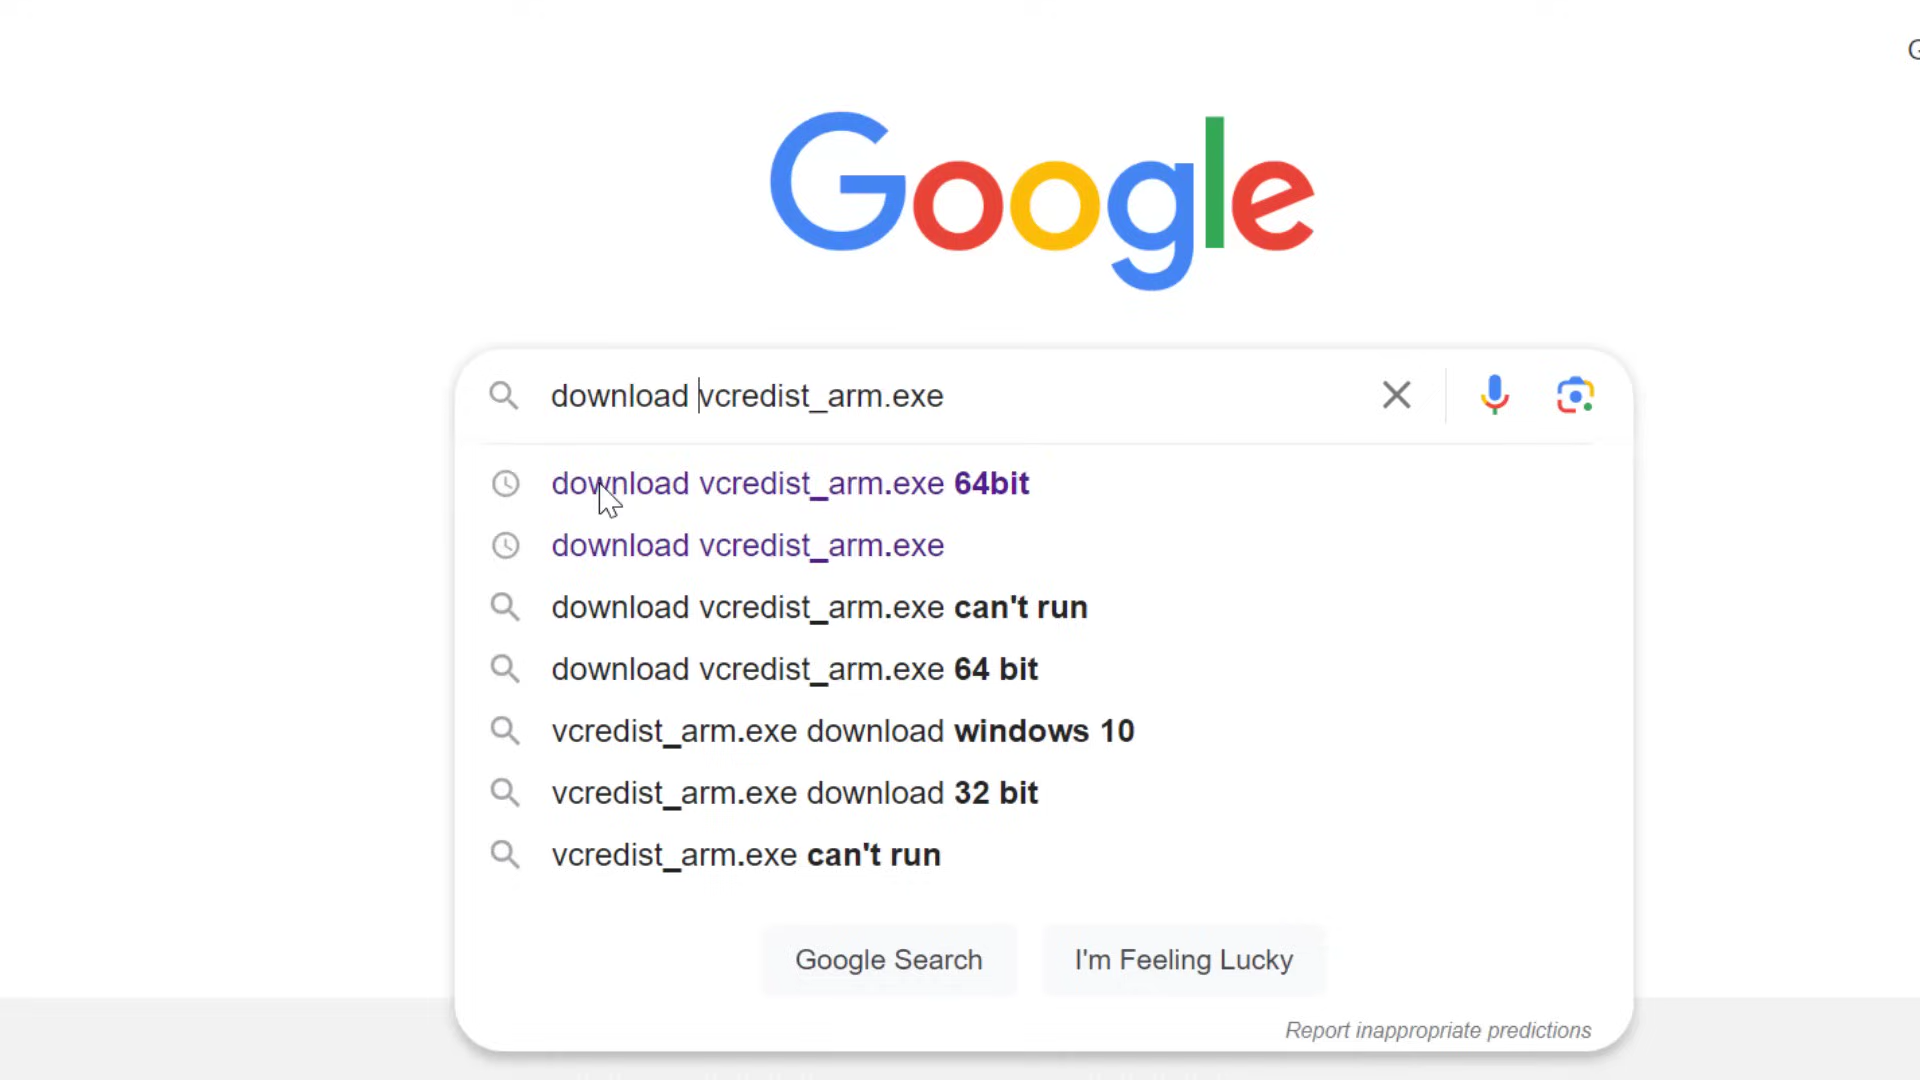 G
Google
download vcredist_arm.exe
download vcredist_arm.exe 64bit
download vcredist_arm.exe
download vcredist_arm.exe can't run
download vcredist_arm.exe 64 bit
vcredist_arm.exe download windows 10
vcredist_arm.exe download 32 bit
vcredist_arm.exe can't run
Google Search
I'm Feeling Lucky
Report inappropriate predictions